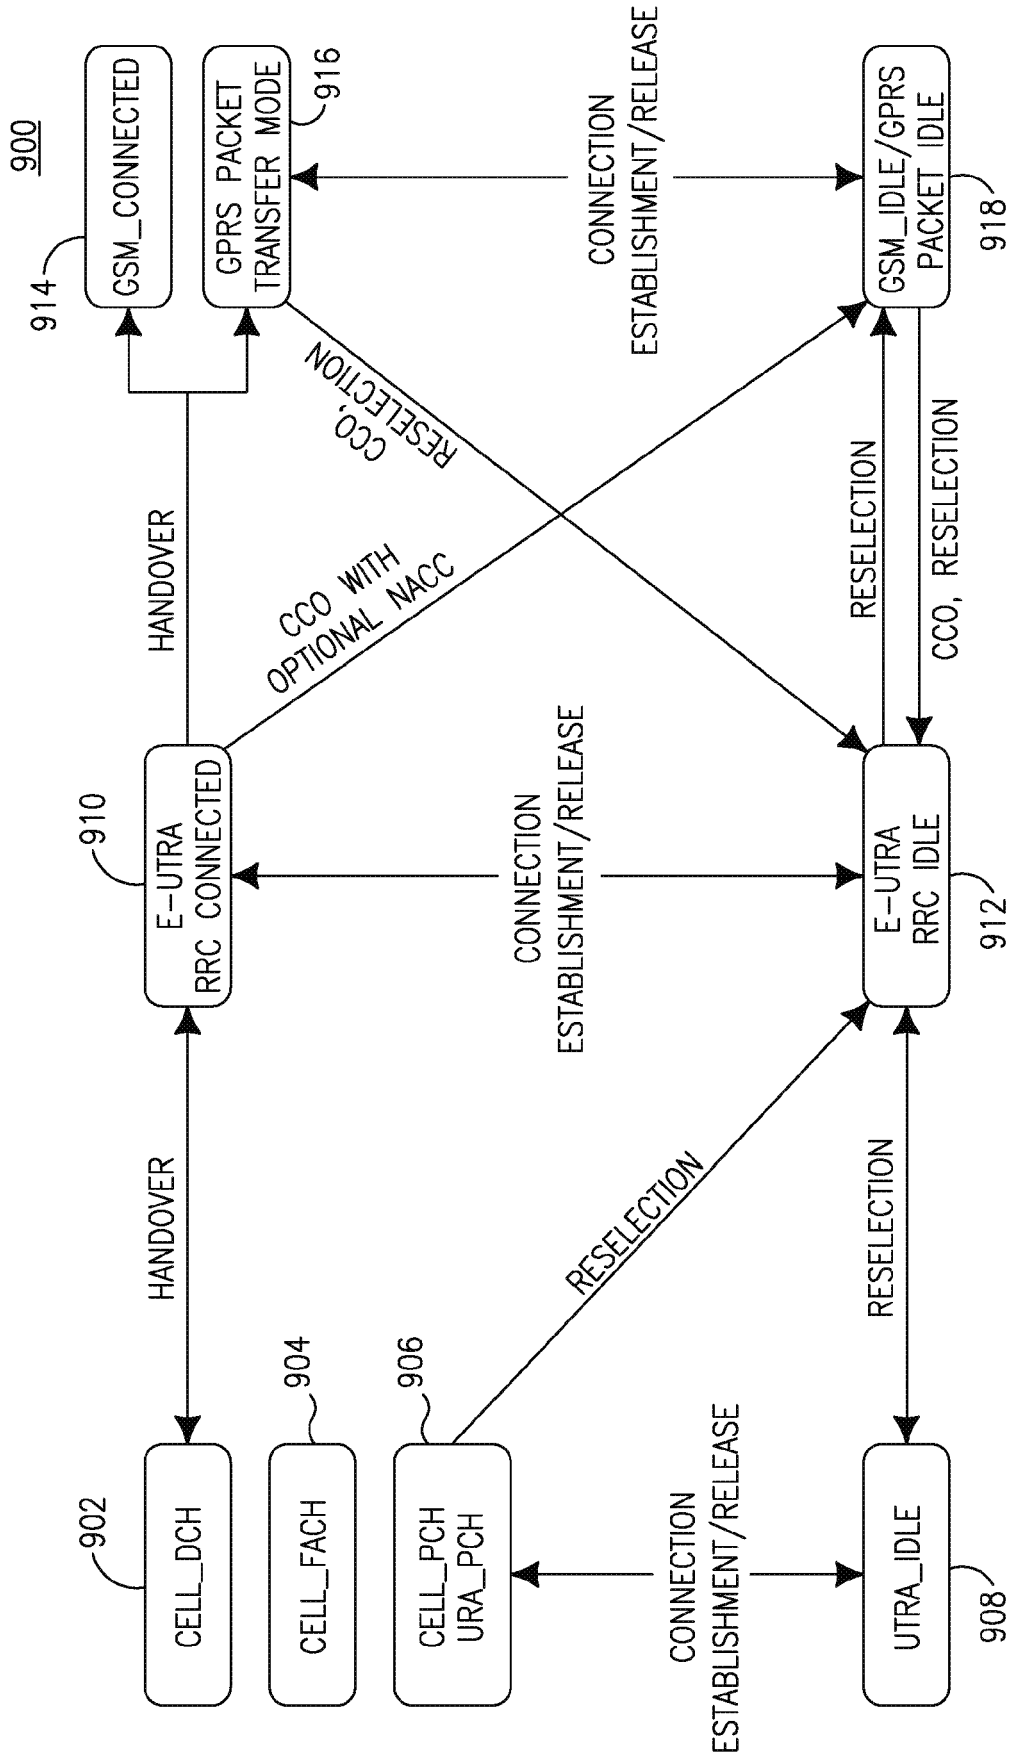 900
902
CELL_DCH
904
CELL_FACH
906
CELL_PCH
URA_PCH
CONNECTION
ESTABLISHMENT/RELEASE
UTRA_IDLE
908
HANDOVER
RESELECTION
RESELECTION
910
E-UTRA
RRC CONNECTED
CONNECTION
ESTABLISHMENT/RELEASE
E-UTRA
RRC IDLE
912
HANDOVER
CCO WITH
OPTIONAL NACC
CCO,
RESELECTION
RESELECTION
CCO, RESELECTION
914
GSM_CONNECTED
GPRS PACKET
TRANSFER MODE
916
CONNECTION
ESTABLISHMENT/RELEASE
GSM_IDLE/GPRS
PACKET IDLE
918